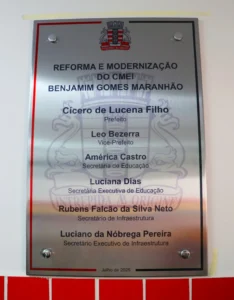 REFORMA E MODERNIZAÇÃO
DO CMEI
BENJAMIM GOMES MARANHÃO
Cícero de Lucena Filho
Prefeito
Leo Bezerra
Vice-Prefeito
América Castro
Secretária de Educação
Luciana Dias
Secretária Executiva de Educação
Rubens Falcão da Silva Neto
Secretário de Infraestrutura
Luciano da Nóbrega Pereira
Secretário Executivo de Infraestrutura